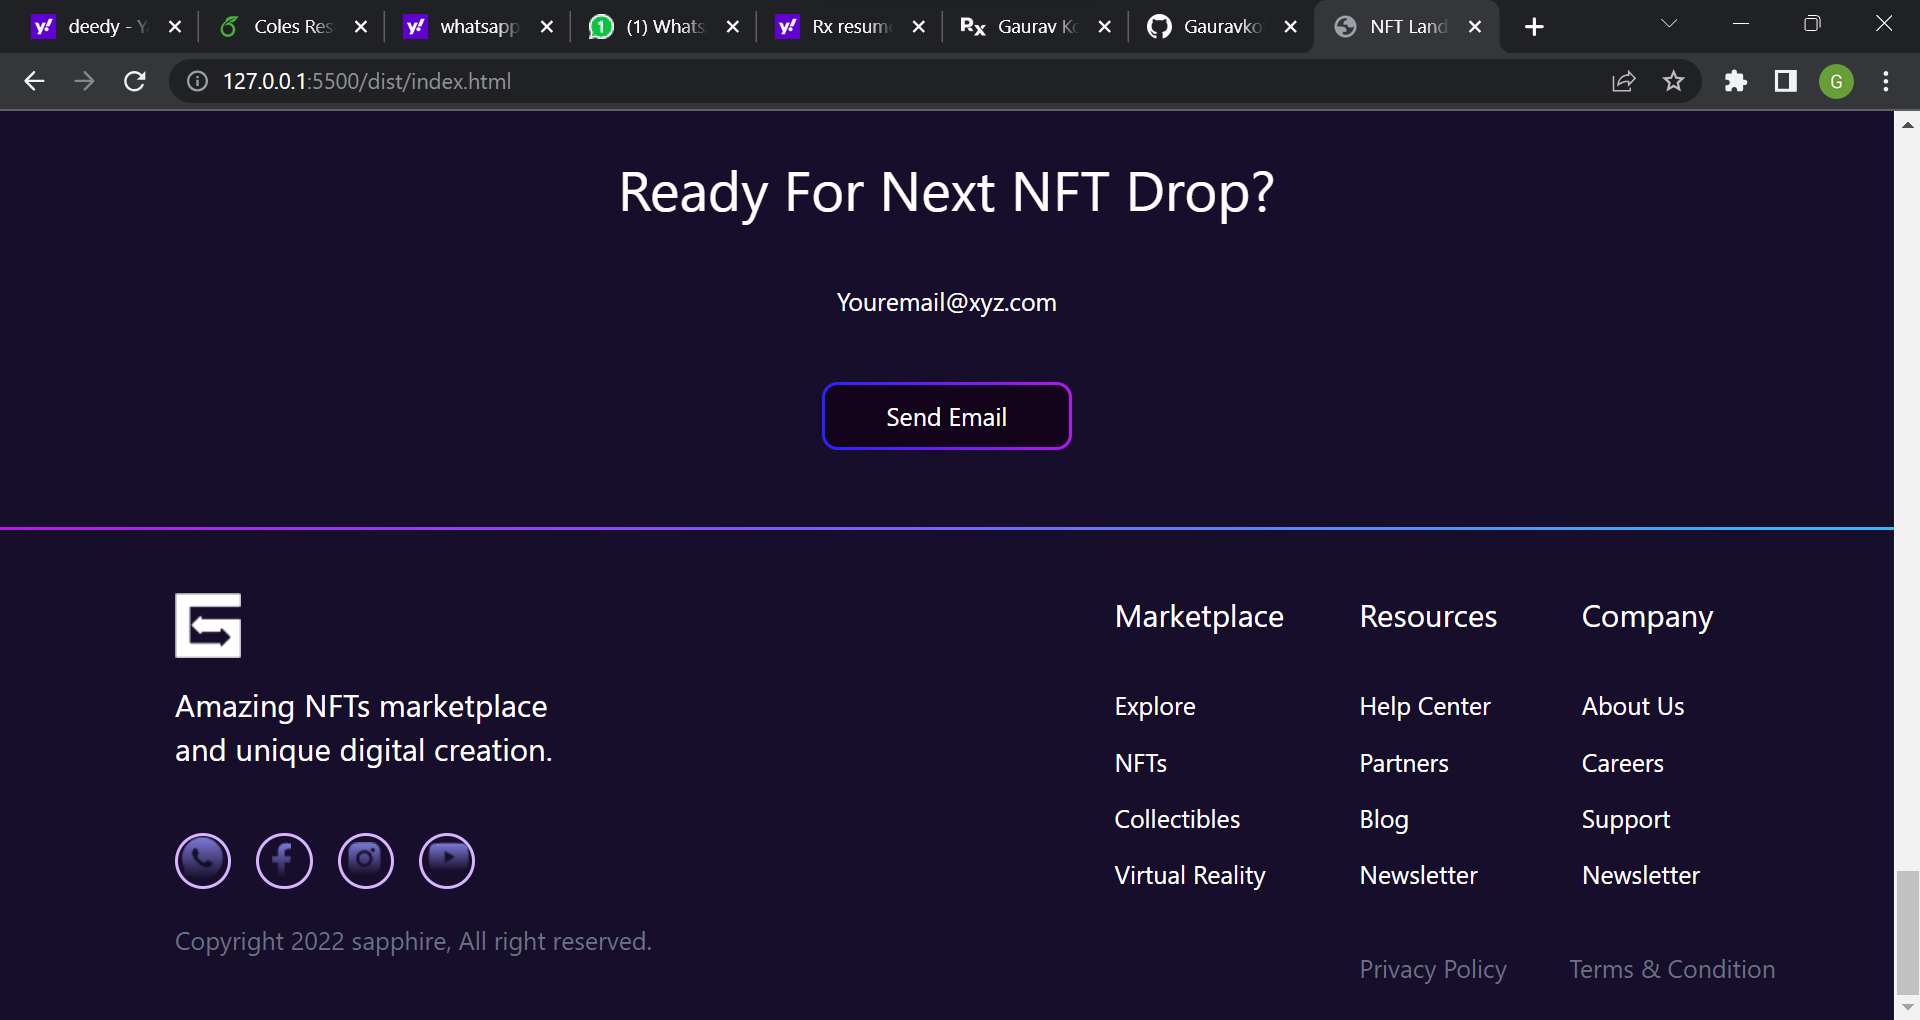 deedy - Y
Coles Res
whatsapp
(1) Whats
Rx resum
Gaurav Ko
Gauravko
NFT Land
127.0.0.1:5500/dist/index.html
G
Ready For Next NFT Drop?
Youremail@xyz.com
Send Email
Amazing NFTs marketplace
and unique digital creation.
Copyright 2022 sapphire, All right reserved.
Marketplace
Explore
NFTs
Collectibles
Virtual Reality
Resources
Help Center
Partners
Blog
Newsletter
Company
About Us
Careers
Support
Newsletter
Privacy Policy
Terms & Condition